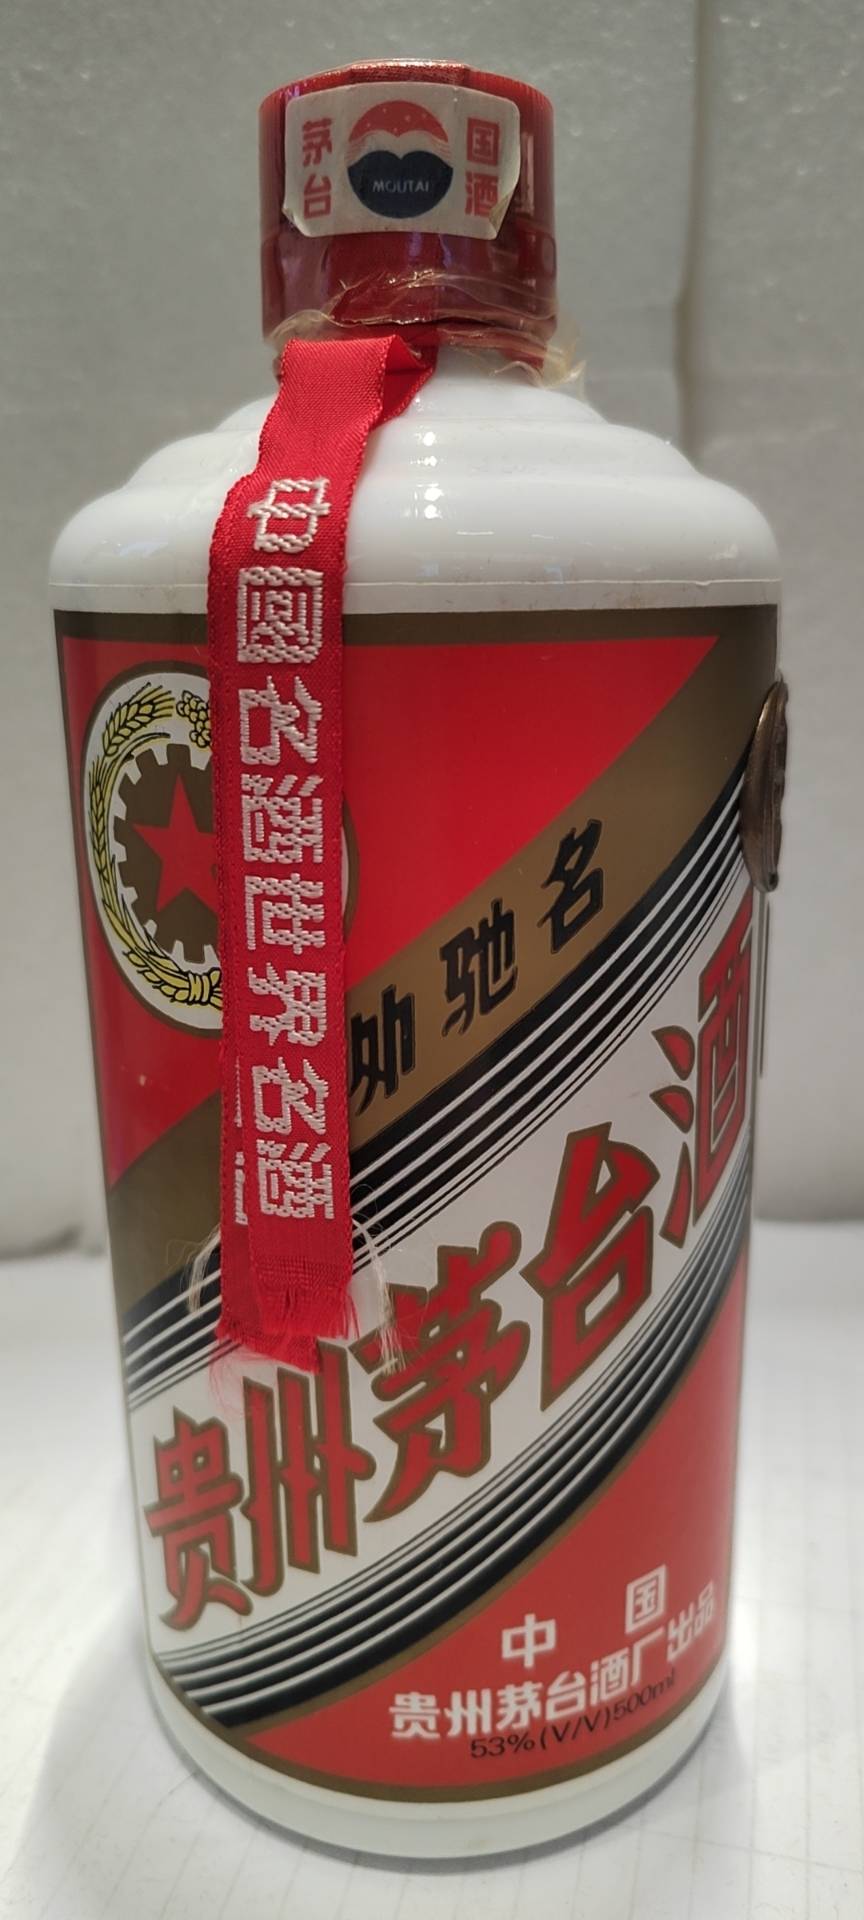 茅台
MOUTAI
国酒
中國名酒世界名酒
驰名
贵州茅台酒
中国
贵州茅台酒厂出品
53%(V/V)500ml